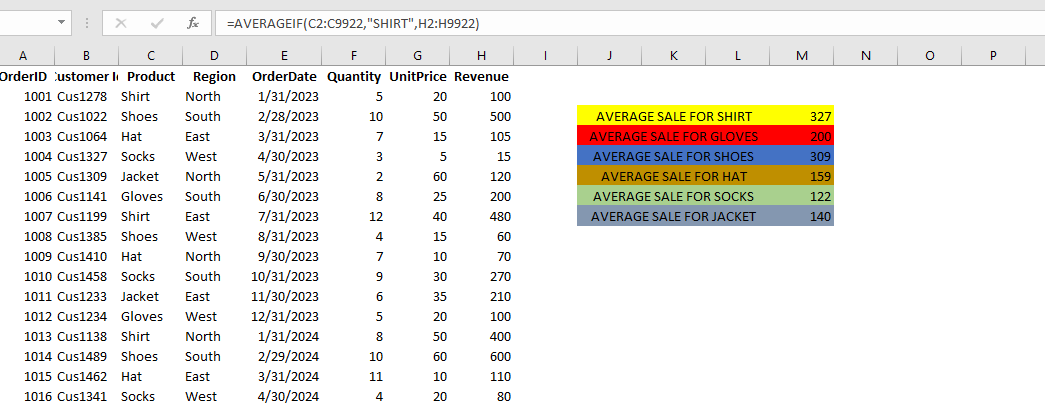 fx =AVERAGEIF(C2:C9922,"SHIRT",H2:H9922)
A B C D E F G H I J K L M N O P
OrderID Customer Id Product Region OrderDate Quantity UnitPrice Revenue
1001 Cus1278 Shirt North 1/31/2023 5 20 100
1002 Cus1022 Shoes South 2/28/2023 10 50 500 AVERAGE SALE FOR SHIRT 327
1003 Cus1064 Hat East 3/31/2023 7 15 105 AVERAGE SALE FOR GLOVES 200
1004 Cus1327 Socks West 4/30/2023 3 5 15 AVERAGE SALE FOR SHOES 309
1005 Cus1309 Jacket North 5/31/2023 2 60 120 AVERAGE SALE FOR HAT 159
1006 Cus1141 Gloves South 6/30/2023 8 25 200 AVERAGE SALE FOR SOCKS 122
1007 Cus1199 Shirt East 7/31/2023 12 40 480 AVERAGE SALE FOR JACKET 140
1008 Cus1385 Shoes West 8/31/2023 4 15 60
1009 Cus1410 Hat North 9/30/2023 7 10 70
1010 Cus1458 Socks South 10/31/2023 9 30 270
1011 Cus1233 Jacket East 11/30/2023 6 35 210
1012 Cus1234 Gloves West 12/31/2023 5 20 100
1013 Cus1138 Shirt North 1/31/2024 8 50 400
1014 Cus1489 Shoes South 2/29/2024 10 60 600
1015 Cus1462 Hat East 3/31/2024 11 10 110
1016 Cus1341 Socks West 4/30/2024 4 20 80